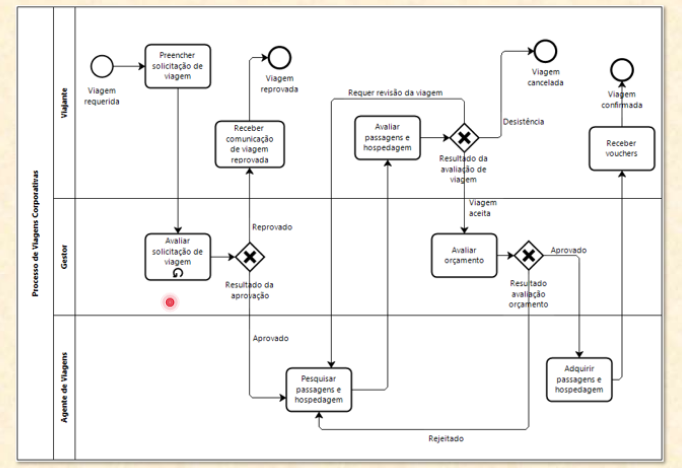 Processo de Viagens Corporativas
Viajante
Viagem
requerida
Preencher
solicitação de
viagem
Viagem
reprovada
Receber
comunicação
de viagem
reprovada
Requer revisão da viagem
Avaliar
passagens e
hospedagem
Resultado da
avaliação de
viagem
Desistência
Viagem
cancelada
Viagem
confirmada
Receber
vouchers
Viagem
aceita
Gestor
Avaliar
solicitação de
viagem
Reprovado
Resultado da
aprovação
Avaliar
orçamento
Resultado
avaliação
orçamento
Aprovado
Agente de Viagens
Aprovado
Pesquisar
passagens e
hospedagem
Adquirir
passagens e
hospedagem
Rejeitado